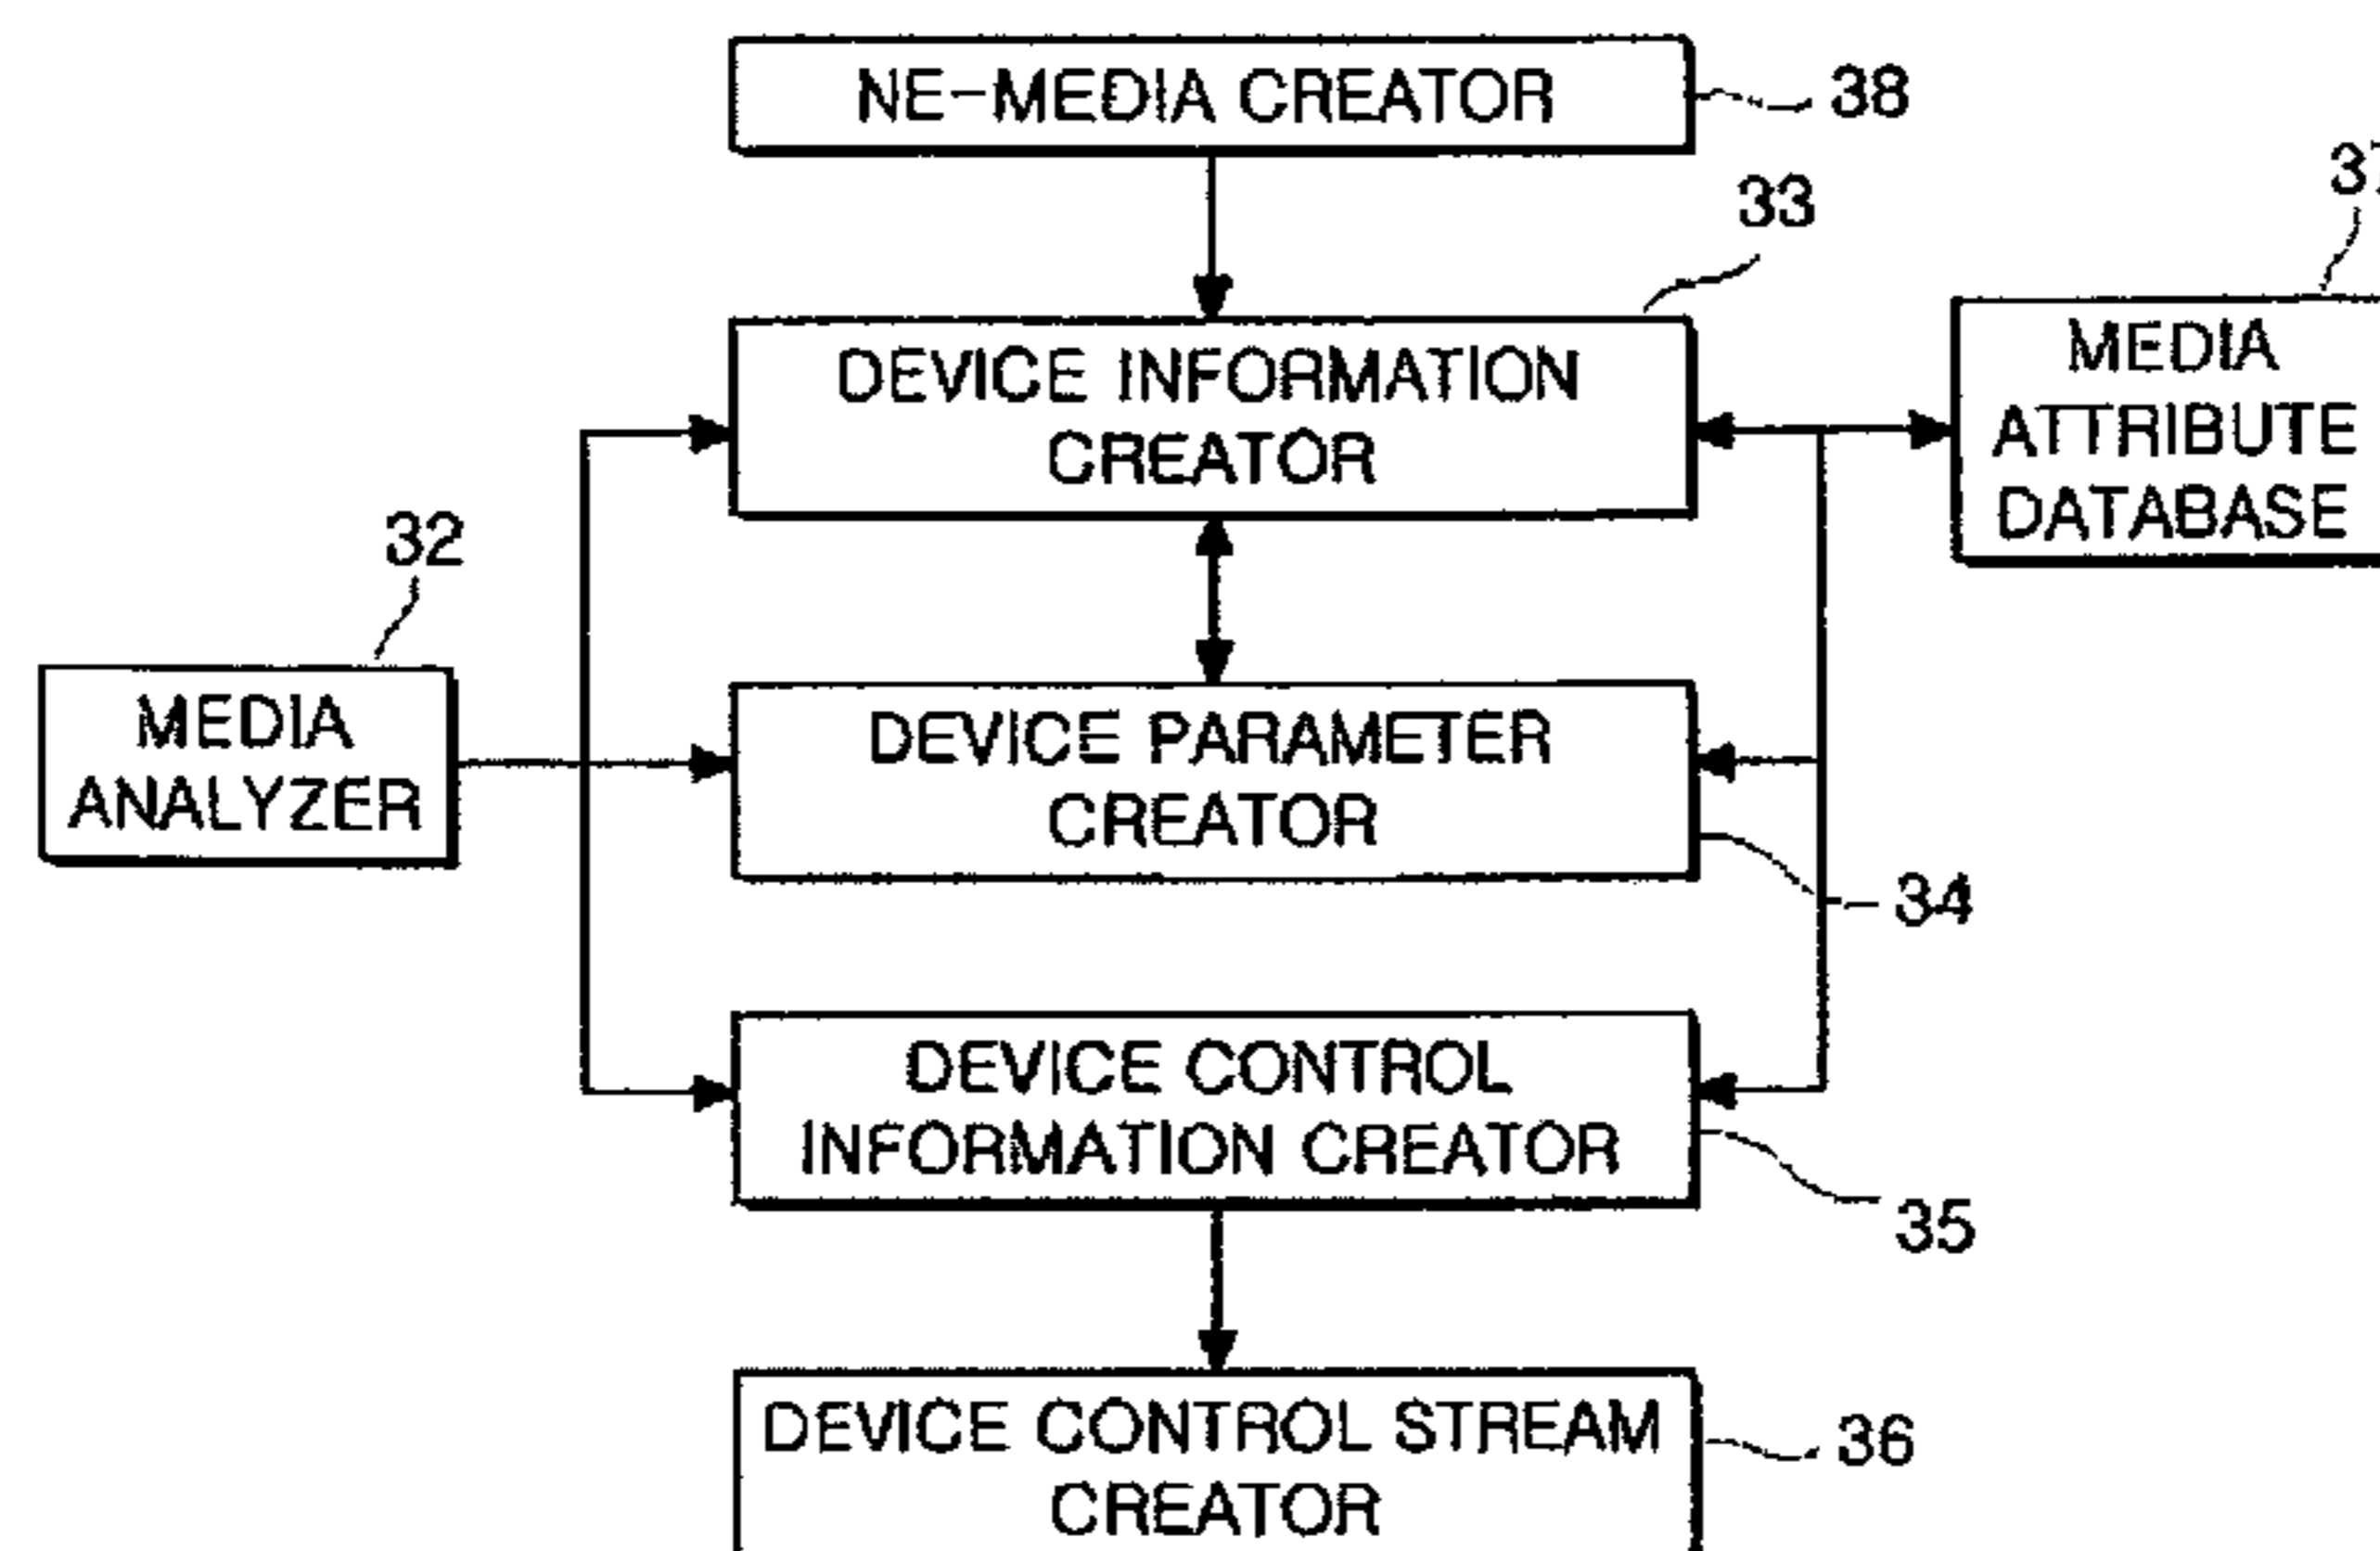 NE-MEDIA CREATOR
38
33
DEVICE INFORMATION
CREATOR
MEDIA
ATTRIBUTE
DATABASE
32
MEDIA
ANALYZER
DEVICE PARAMETER
CREATOR
34
DEVICE CONTROL
INFORMATION CREATOR
35
DEVICE CONTROL STREAM
CREATOR
36